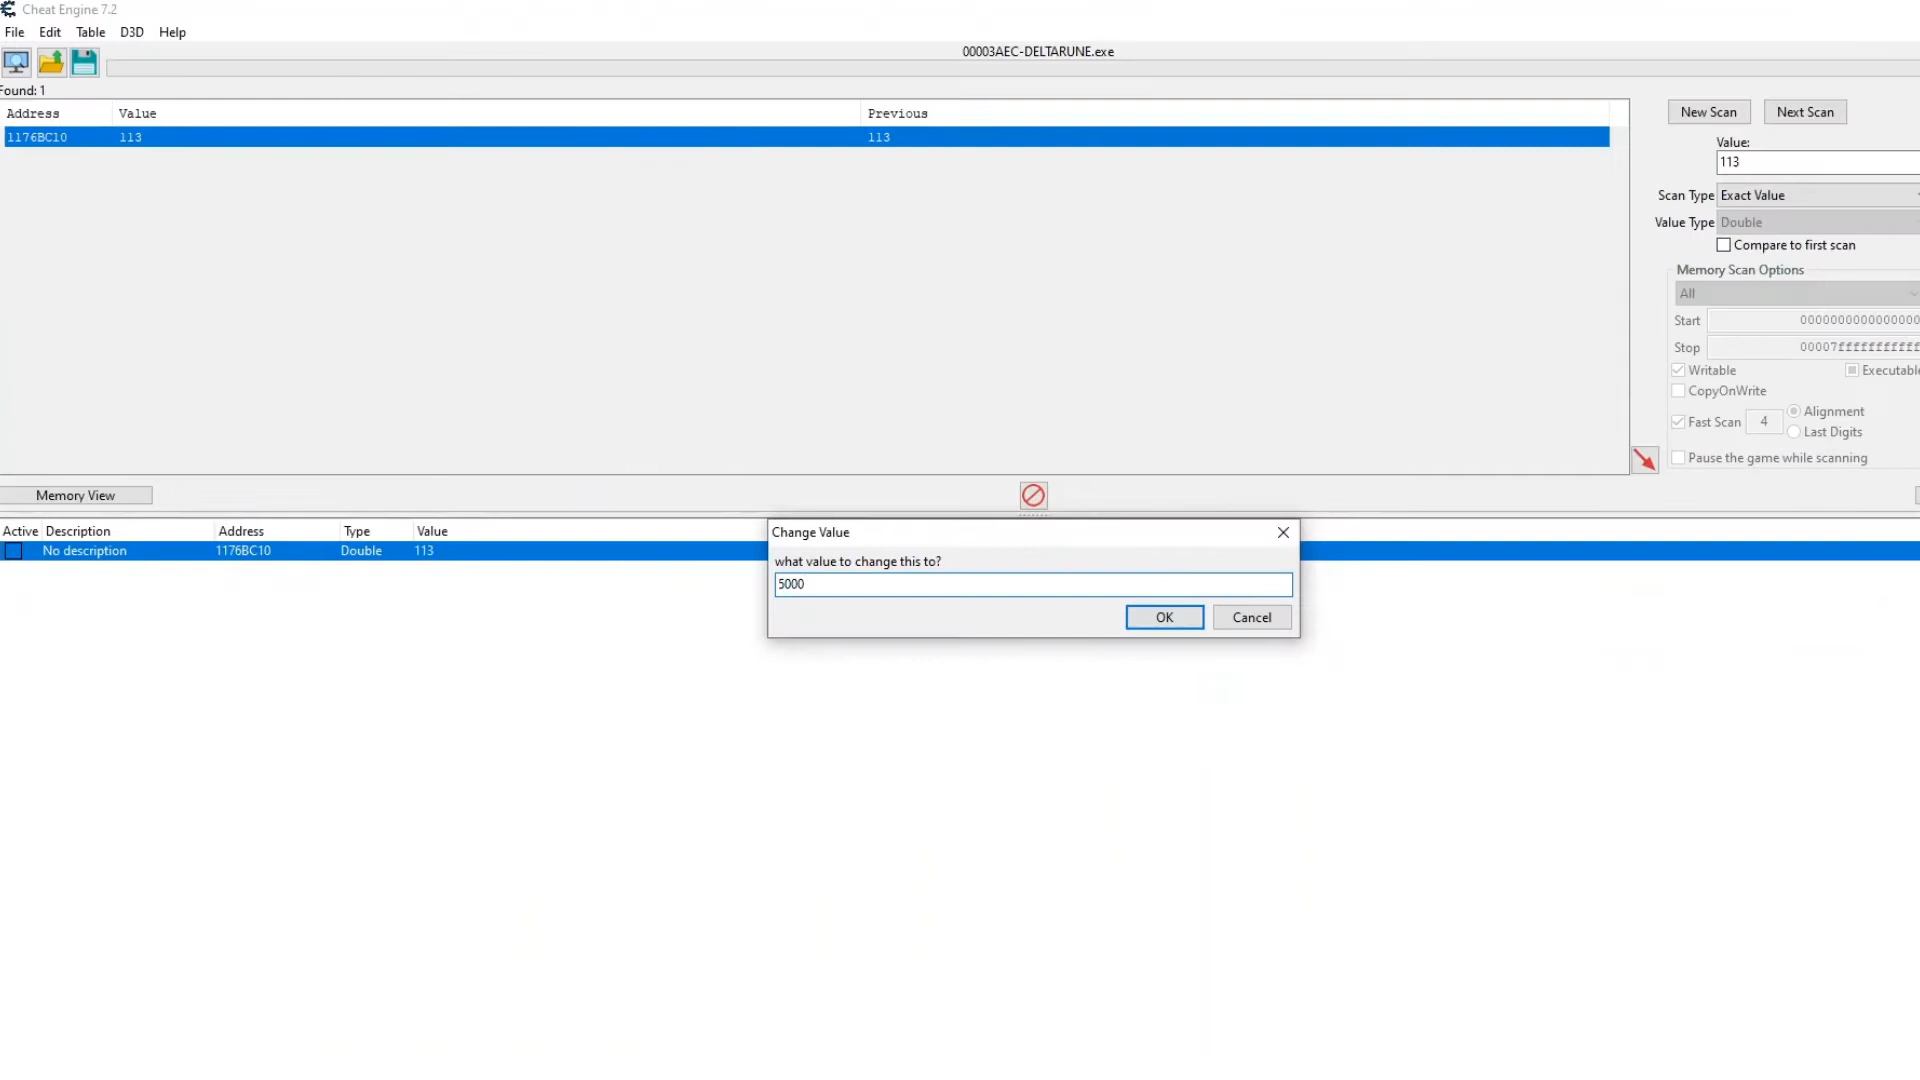 Cheat Engine 7.2
File Edit Table D3D Help
00003AEC-DELTARUNE.exe
Found: 1
Address Value Previous
1176BC10 113 113
New Scan Next Scan
Value:
113
Scan Type Exact Value
Value Type Double
Compare to first scan
Memory Scan Options
All
Start 0000000000000000
Stop 00007fffffffffff
Writable Executable
CopyOnWrite
Fast Scan 4 Alignment
Last Digits
Pause the game while scanning
Memory View
Active Description Address Type Value
No description 1176BC10 Double 113
Change Value
what value to change this to?
5000
OK Cancel